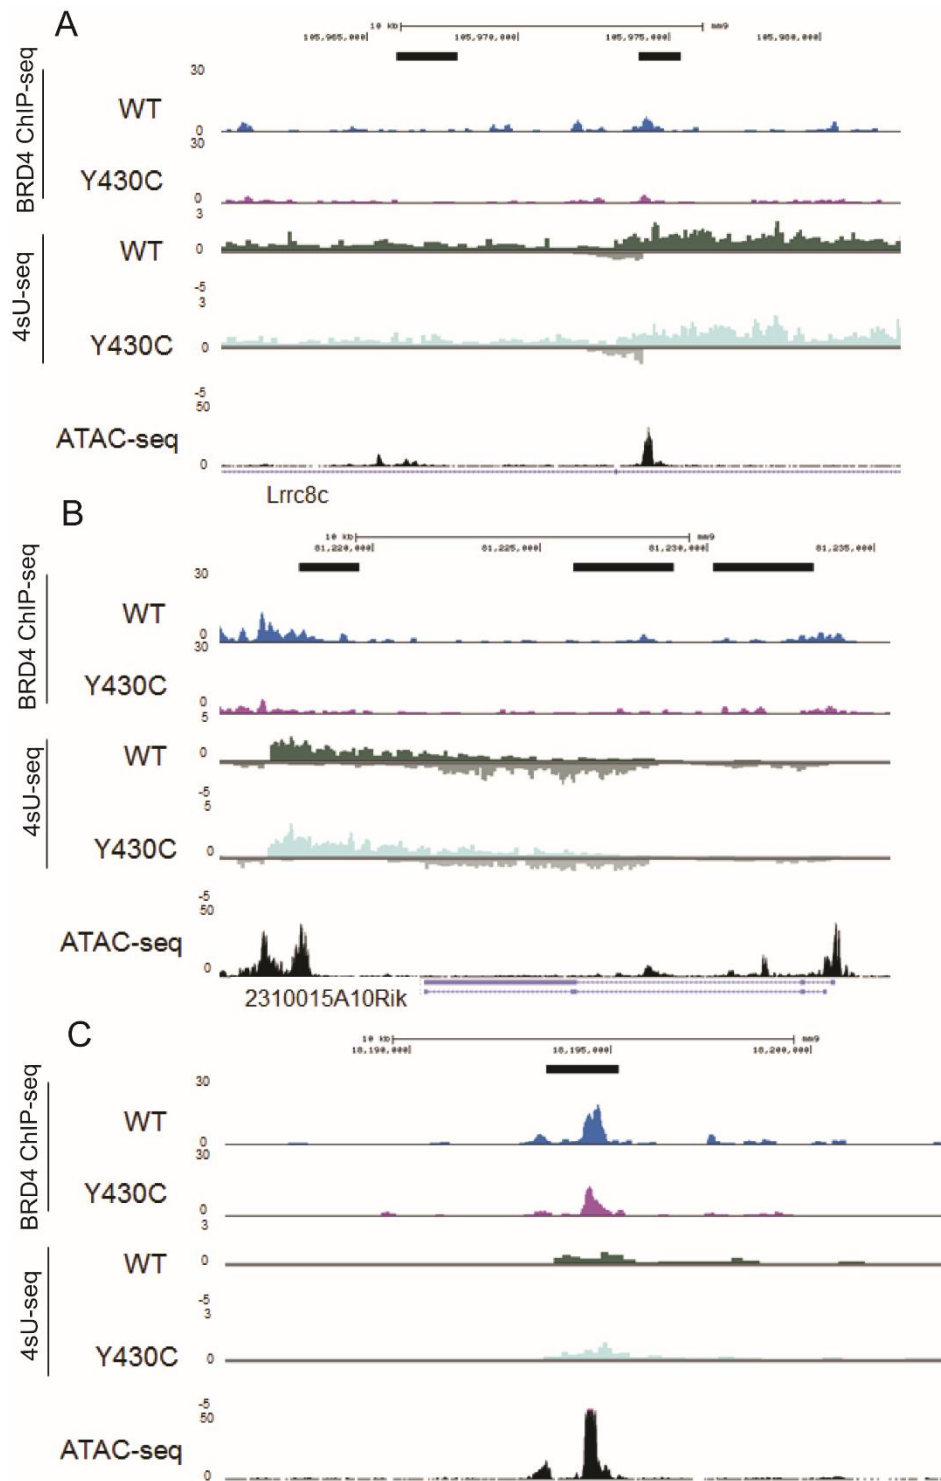 A
10 kb mm9
105,965,000 105,970,000 105,975,000 105,980,000
BRD4 ChIP-seq
30
WT
0
30
Y430C
0
4sU-seq
3
WT
0
-5
3
Y430C
0
-5
50
ATAC-seq
0
Lrrc8c
B
10 kb mm9
81,220,000 81,225,000 81,230,000 81,235,000
BRD4 ChIP-seq
30
WT
0
30
Y430C
0
4sU-seq
5
WT
0
-5
5
Y430C
0
-5
50
ATAC-seq
0
2310015A10Rik
C
10 kb mm9
18,190,000 18,195,000 18,200,000
BRD4 ChIP-seq
30
WT
0
30
Y430C
0
4sU-seq
3
WT
0
-5
3
Y430C
0
-5
50
ATAC-seq
0